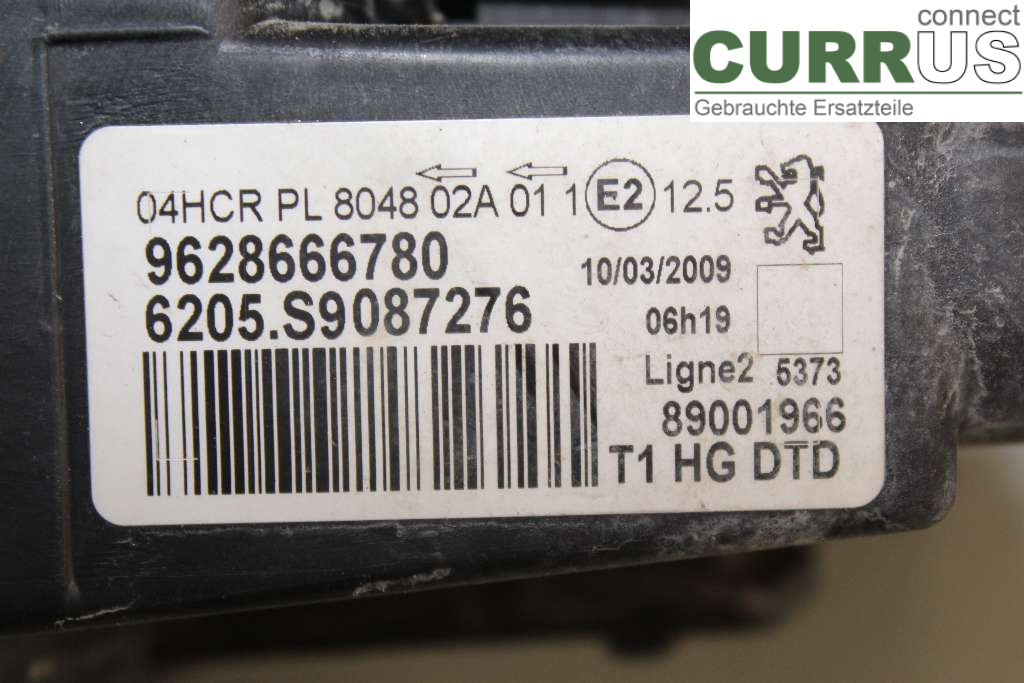 connect
CURRUS
Gebrauchte Ersatzteile
04HCR PL 8048 02A 01 1 E2 12.5
9628666780
10/03/2009
6205.S9087276
06h19
Ligne2 5373
89001966
T1 HG DTD